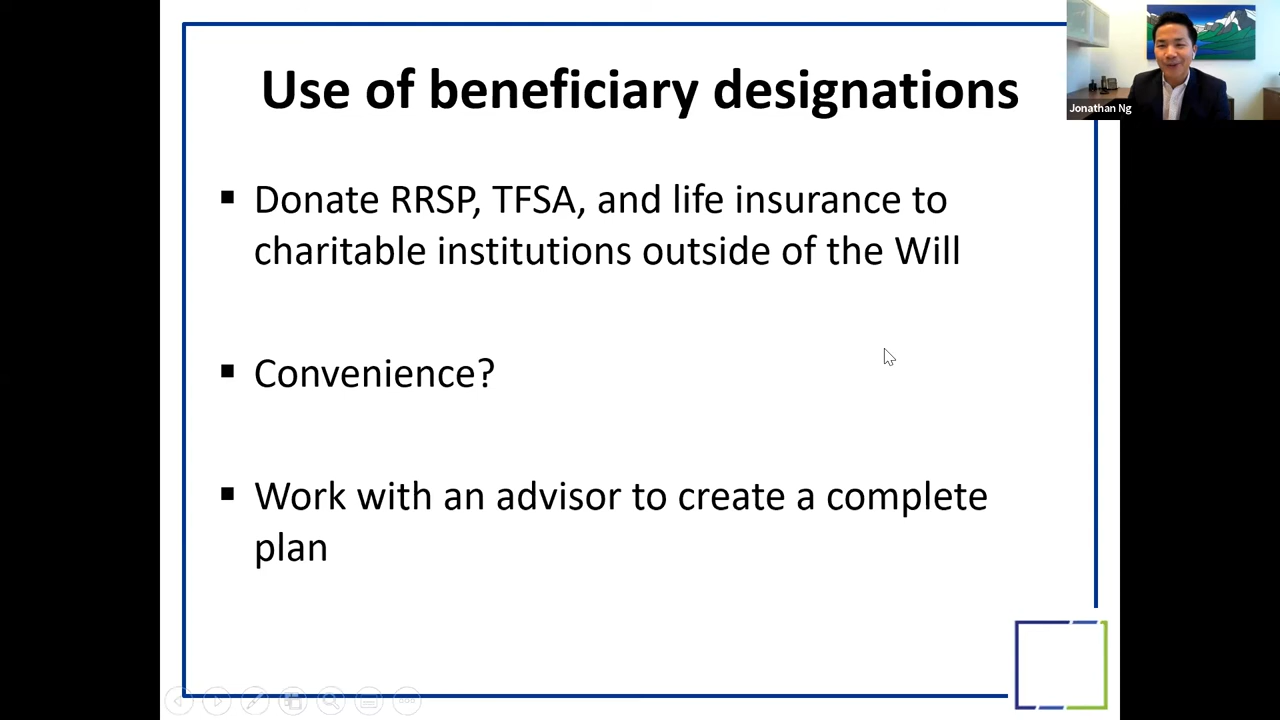 Use of beneficiary designations
Jonathan Ng
▪ Donate RRSP, TFSA, and life insurance to
charitable institutions outside of the Will
▪ Convenience?
▪ Work with an advisor to create a complete
plan